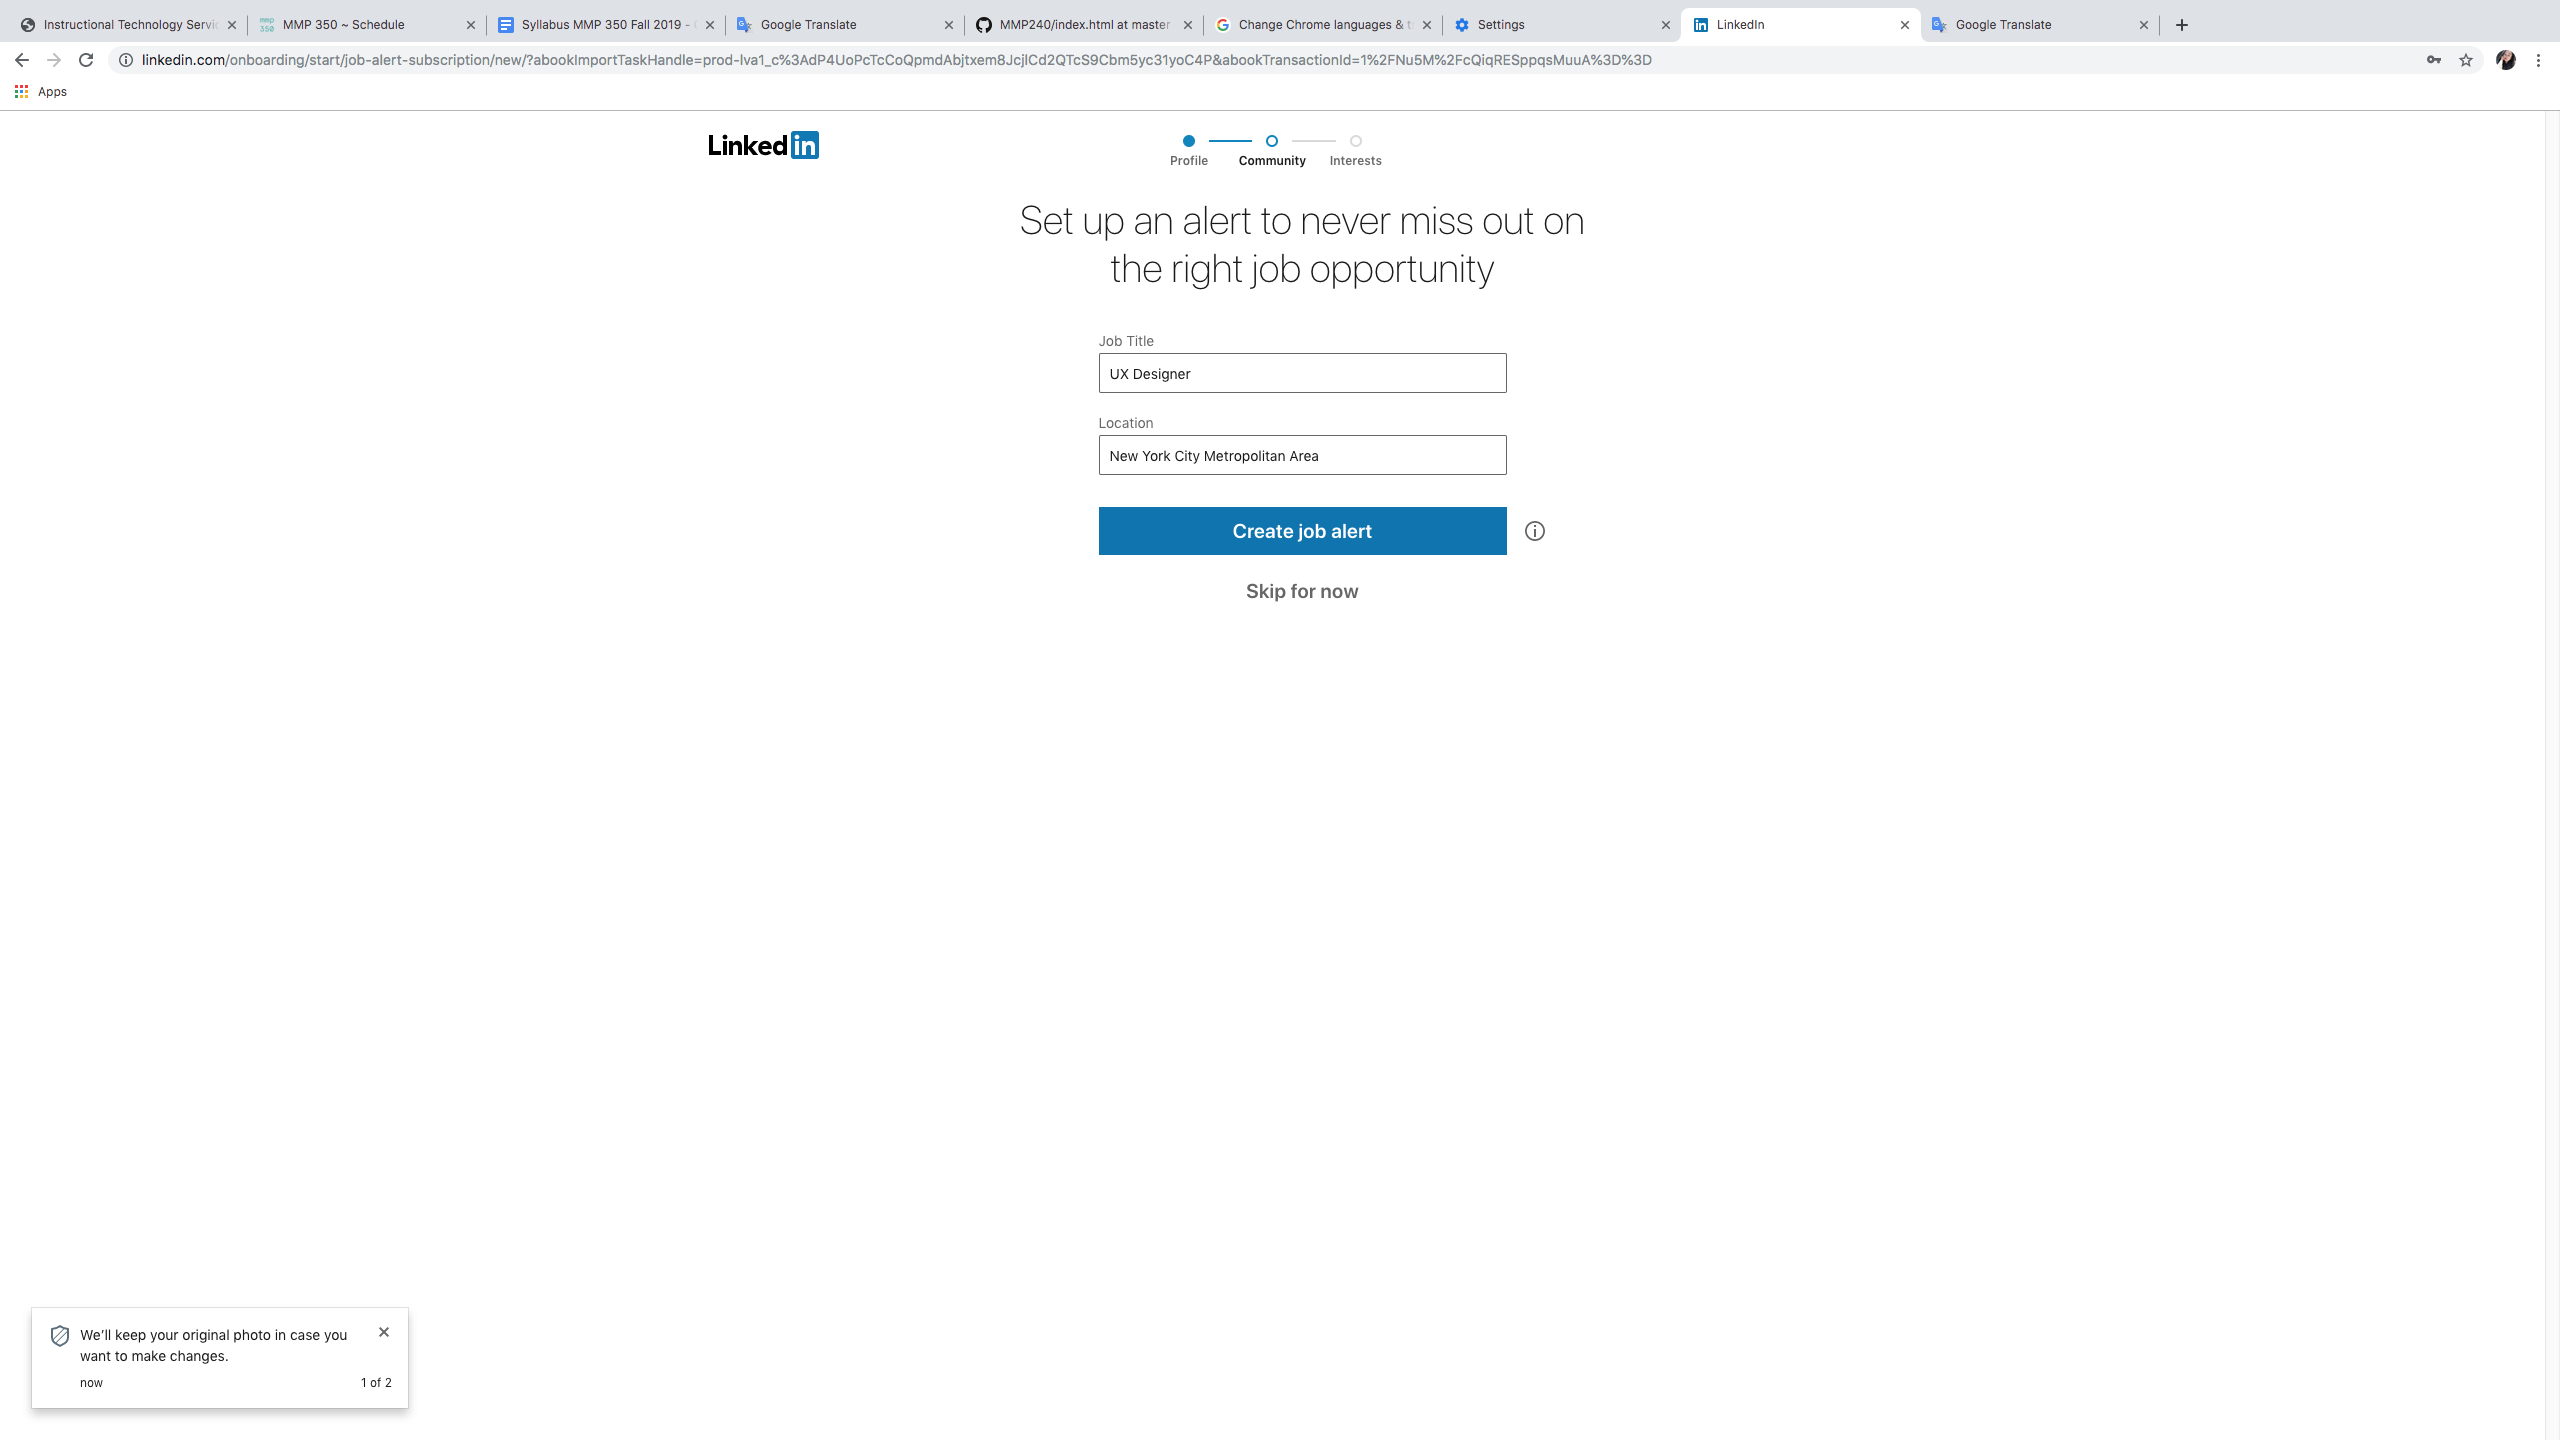 Instructional Technology Servic
MMP 350 ~ Schedule
Syllabus MMP 350 Fall 2019 -
Google Translate
MMP240/index.html at master
Change Chrome languages & t
Settings
LinkedIn
Google Translate
linkedin.com/onboarding/start/job-alert-subscription/new/?abookImportTaskHandle=prod-lva1_c%3AdP4UoPcTcCoQpmdAbjtxem8JcjlCd2QTcS9Cbm5yc31yoC4P&abookTransactionId=1%2FNu5M%2FcQiqRESppqsMuuA%3D%3D
Apps
Linked in
Profile
Community
Interests
Set up an alert to never miss out on
the right job opportunity
Job Title
UX Designer
Location
New York City Metropolitan Area
Create job alert
Skip for now
We'll keep your original photo in case you
want to make changes.
now
1 of 2